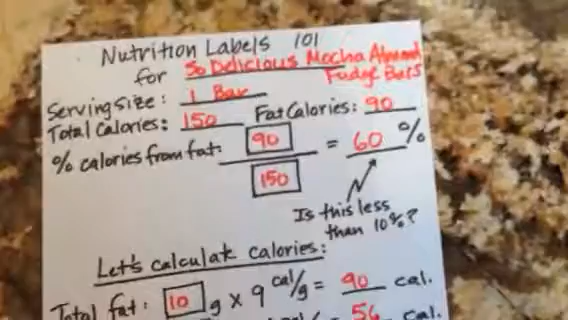 Nutrition Labels 101
for So Delicious Mocha Almond
Fudge Bars
Serving size: 1 Bar
Total Calories: 150 Fat Calories: 90
% calories from fat: 90 = 60 %
150
Is this less
than 10%?
Let's calculate calories:
Total fat: 10 g x 9 cal/g = 90 cal.
56 cal.